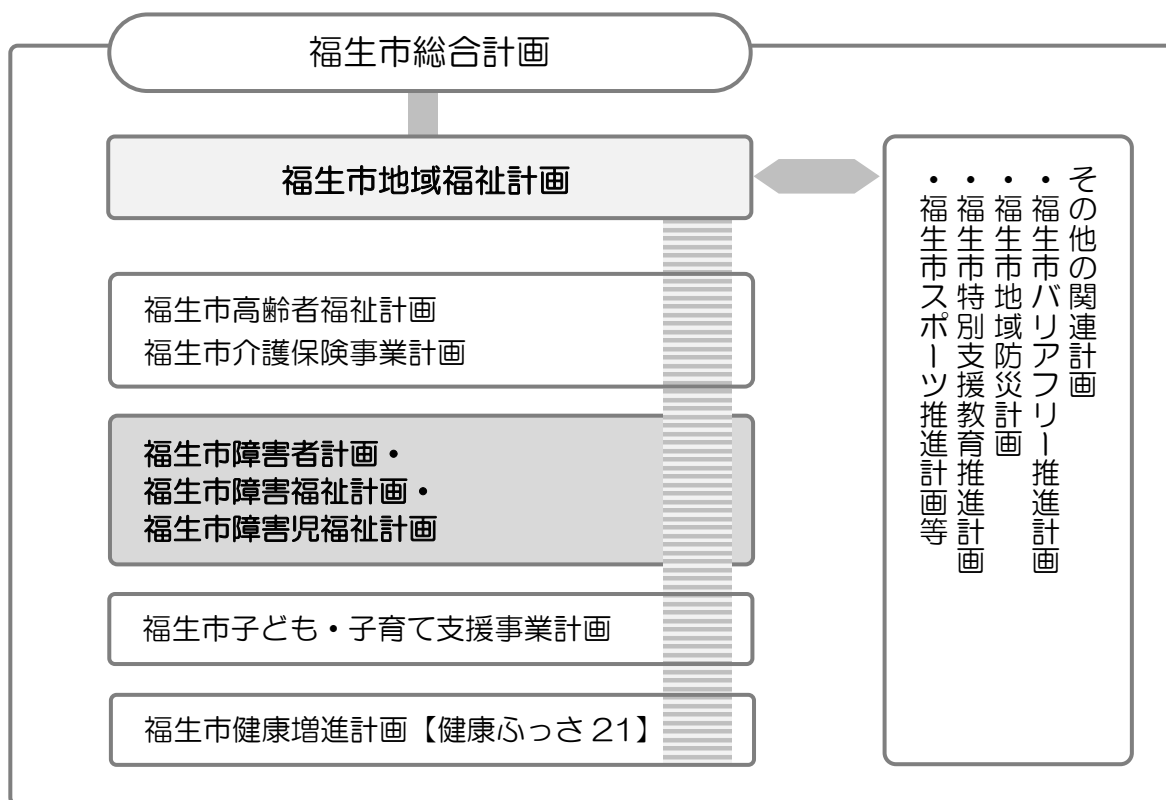 福生市総合計画
福生市地域福祉計画
福生市高齢者福祉計画
福生市介護保険事業計画
福生市障害者計画・
福生市障害福祉計画・
福生市障害児福祉計画
福生市子ども・子育て支援事業計画
福生市健康増進計画【健康ふっさ21】
その他の関連計画
・福生市バリアフリー推進計画
・福生市地域防災計画
・福生市特別支援教育推進計画
・福生市スポーツ推進計画等